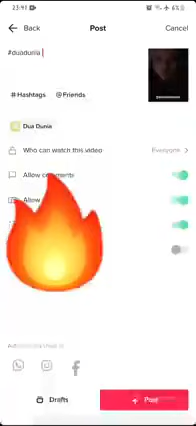 23:41
6%
Back
Post
Cancel
#duadunia
#Hashtags
@Friends
Dua Dunia
Who can watch this video
Everyone
Allow comments
Allow
Drafts
Post